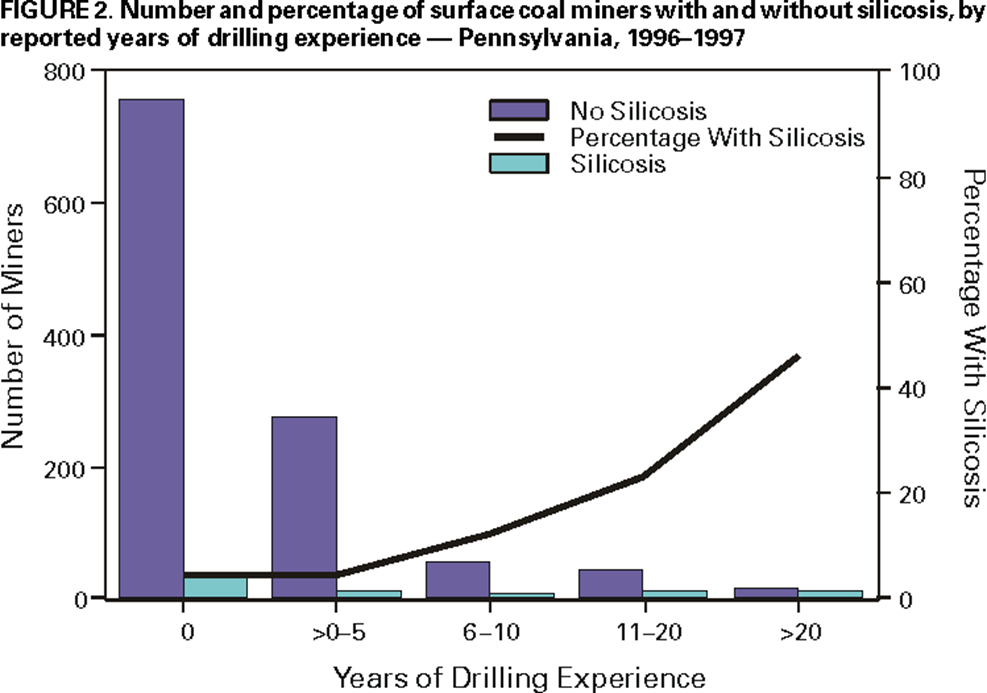 FIGURE 2. Number and percentage of surface coal miners with and without silicosis, by
reported years of drilling experience — Pennsylvania, 1996–1997
800
600
400
200
0
Number of Miners
No Silicosis
Percentage With Silicosis
Silicosis
100
80
60
40
20
0
Percentage With Silicosis
0
>0–5
6–10
11–20
>20
Years of Drilling Experience